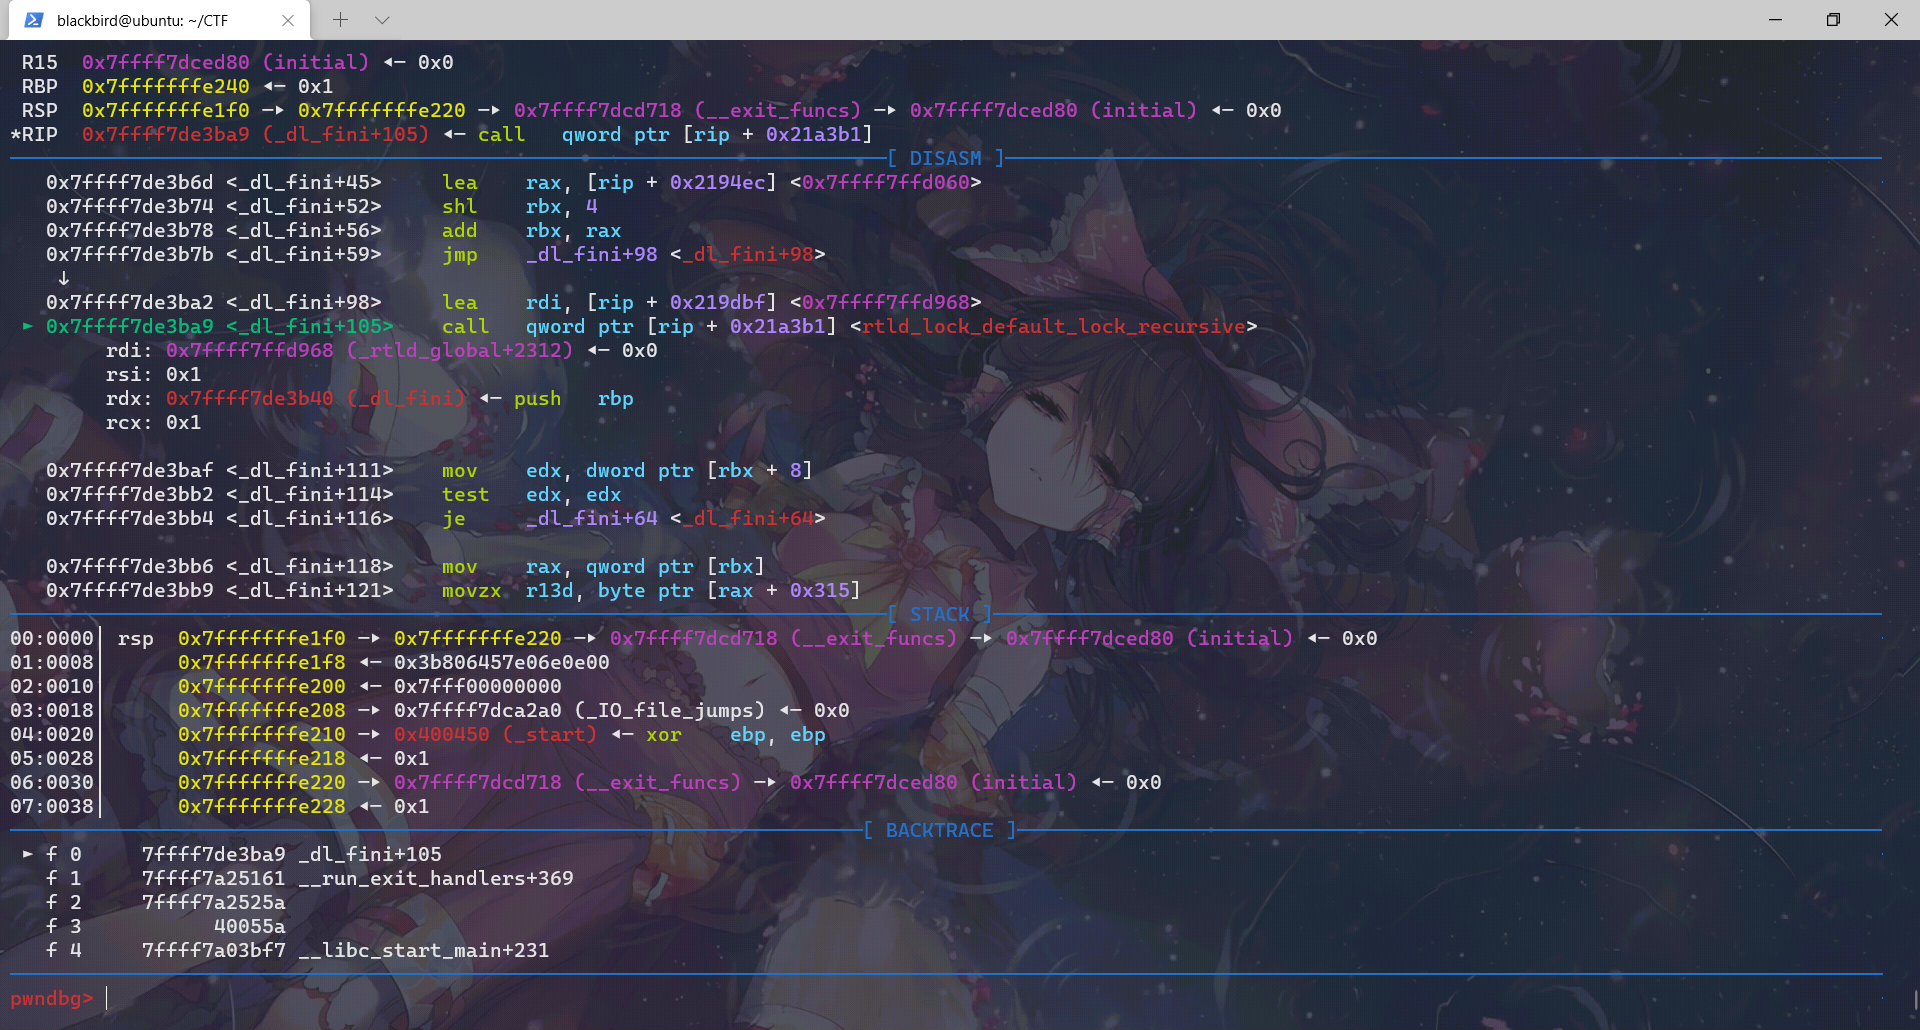 blackbird@ubuntu: ~/CTF
R15  0x7ffff7dced80 (initial) ◂— 0x0
RBP  0x7fffffffe240 ◂— 0x1
RSP  0x7fffffffe1f0 —▸ 0x7fffffffe220 —▸ 0x7ffff7dcd718 (__exit_funcs) —▸ 0x7ffff7dced80 (initial) ◂— 0x0
*RIP  0x7ffff7de3ba9 (_dl_fini+105) ◂— call   qword ptr [rip + 0x21a3b1]
[ DISASM ]
0x7ffff7de3b6d <_dl_fini+45>     lea    rax, [rip + 0x2194ec] <0x7ffff7ffd060>
0x7ffff7de3b74 <_dl_fini+52>     shl    rbx, 4
0x7ffff7de3b78 <_dl_fini+56>     add    rbx, rax
0x7ffff7de3b7b <_dl_fini+59>     jmp    _dl_fini+98 <_dl_fini+98>
↓
0x7ffff7de3ba2 <_dl_fini+98>     lea    rdi, [rip + 0x219dbf] <0x7ffff7ffd968>
► 0x7ffff7de3ba9 <_dl_fini+105>    call   qword ptr [rip + 0x21a3b1] <rtld_lock_default_lock_recursive>
rdi: 0x7ffff7ffd968 (_rtld_global+2312) ◂— 0x0
rsi: 0x1
rdx: 0x7ffff7de3b40 (_dl_fini) ◂— push   rbp
rcx: 0x1
0x7ffff7de3baf <_dl_fini+111>    mov    edx, dword ptr [rbx + 8]
0x7ffff7de3bb2 <_dl_fini+114>    test   edx, edx
0x7ffff7de3bb4 <_dl_fini+116>    je     _dl_fini+64 <_dl_fini+64>
0x7ffff7de3bb6 <_dl_fini+118>    mov    rax, qword ptr [rbx]
0x7ffff7de3bb9 <_dl_fini+121>    movzx  r13d, byte ptr [rax + 0x315]
[ STACK ]
00:0000│ rsp  0x7fffffffe1f0 —▸ 0x7fffffffe220 —▸ 0x7ffff7dcd718 (__exit_funcs) —▸ 0x7ffff7dced80 (initial) ◂— 0x0
01:0008│      0x7fffffffe1f8 ◂— 0x3b806457e06e0e00
02:0010│      0x7fffffffe200 ◂— 0x7fff00000000
03:0018│      0x7fffffffe208 —▸ 0x7ffff7dca2a0 (_IO_file_jumps) ◂— 0x0
04:0020│      0x7fffffffe210 —▸ 0x400450 (_start) ◂— xor    ebp, ebp
05:0028│      0x7fffffffe218 ◂— 0x1
06:0030│      0x7fffffffe220 —▸ 0x7ffff7dcd718 (__exit_funcs) —▸ 0x7ffff7dced80 (initial) ◂— 0x0
07:0038│      0x7fffffffe228 ◂— 0x1
[ BACKTRACE ]
► f 0     7ffff7de3ba9 _dl_fini+105
f 1     7ffff7a25161 __run_exit_handlers+369
f 2     7ffff7a2525a
f 3           40055a
f 4     7ffff7a03bf7 __libc_start_main+231
pwndbg>